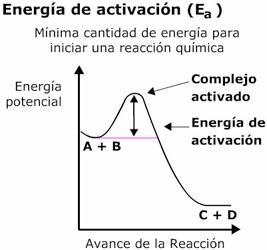 Energía de activación (Ea)
Mínima cantidad de energía para
iniciar una reacción química
Energía
potencial
Complejo
activado
Energía de
activación
A + B
C + D
Avance de la Reacción